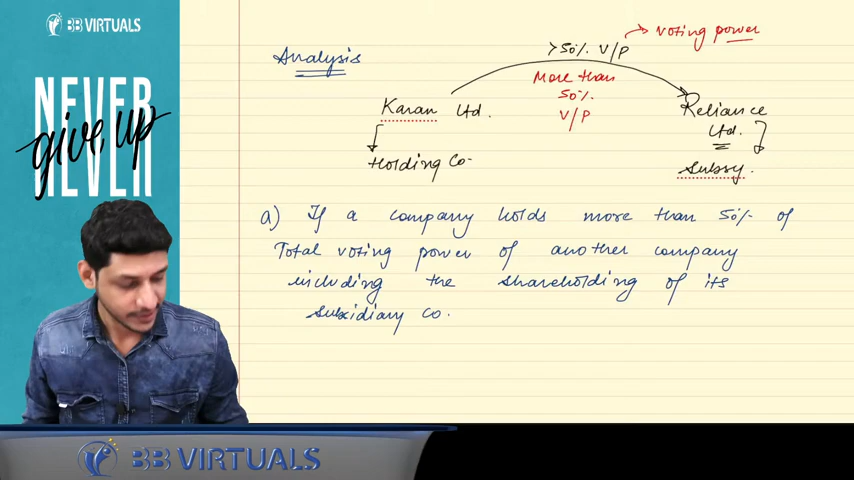 BB VIRTUALS
NEVER
give up
NEVER
Analysis
>50% V/P
voting power
More than
50%
V/P
Karan Ltd.
Reliance
Ltd.
Holding Co.
Subsy.
a) If a company holds more than 50% of
Total voting power of another company
including the shareholding of its
subsidiary co.
BB VIRTUALS